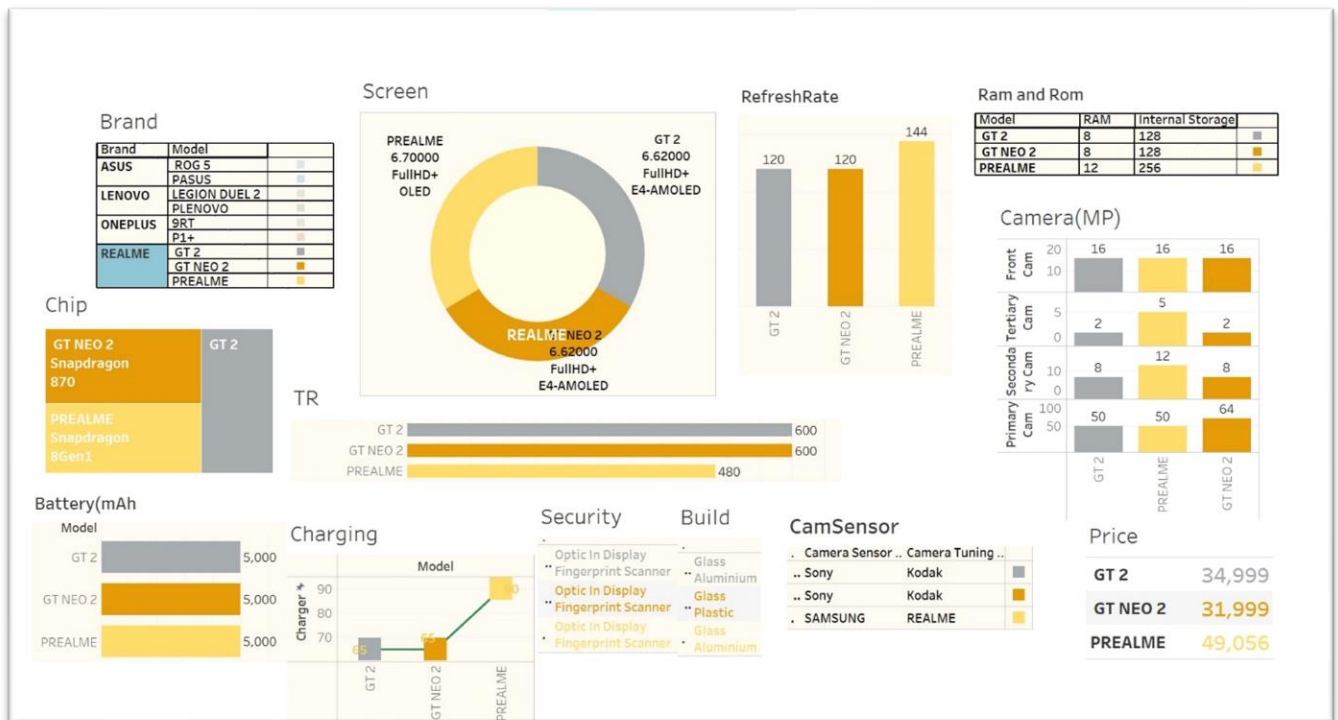 Brand
Brand Model
ASUS ROG 5
PASUS
LENOVO LEGION DUEL 2
PLENOVO
ONEPLUS 9RT
P1+
REALME GT 2
GT NEO 2
PREALME
Screen
PREALME
6.70000
FullHD+
OLED
GT 2
6.62000
FullHD+
E4-AMOLED
REALME
NEO 2
6.62000
FullHD+
E4-AMOLED
RefreshRate
120
120
144
GT 2
GT NEO 2
PREALME
Ram and Rom
Model RAM Internal Storage
GT 2 8 128
GT NEO 2 8 128
PREALME 12 256
Camera(MP)
Front
Cam
20
10
16 16 16
Tertiary
Cam
5
0
2 5 2
Seconda
ry Cam
10
0
8 12 8
Primary
Cam
100
50
50 50 64
GT 2
PREALME
GT NEO 2
Chip
GT NEO 2
Snapdragon
870
GT 2
PREALME
Snapdragon
8Gen1
TR
GT 2 600
GT NEO 2 600
PREALME 480
Battery(mAh
Model
GT 2 5,000
GT NEO 2 5,000
PREALME 5,000
Charging
Model
Charger
90
80
70
65
65
90
GT 2
GT NEO 2
PREALME
Security
Optic In Display
Fingerprint Scanner
Optic In Display
Fingerprint Scanner
Optic In Display
Fingerprint Scanner
Build
Glass
Aluminium
Glass
Plastic
Glass
Aluminium
CamSensor
. Camera Sensor .. Camera Tuning ..
.. Sony Kodak
.. Sony Kodak
. SAMSUNG REALME
Price
GT 2 34,999
GT NEO 2 31,999
PREALME 49,056